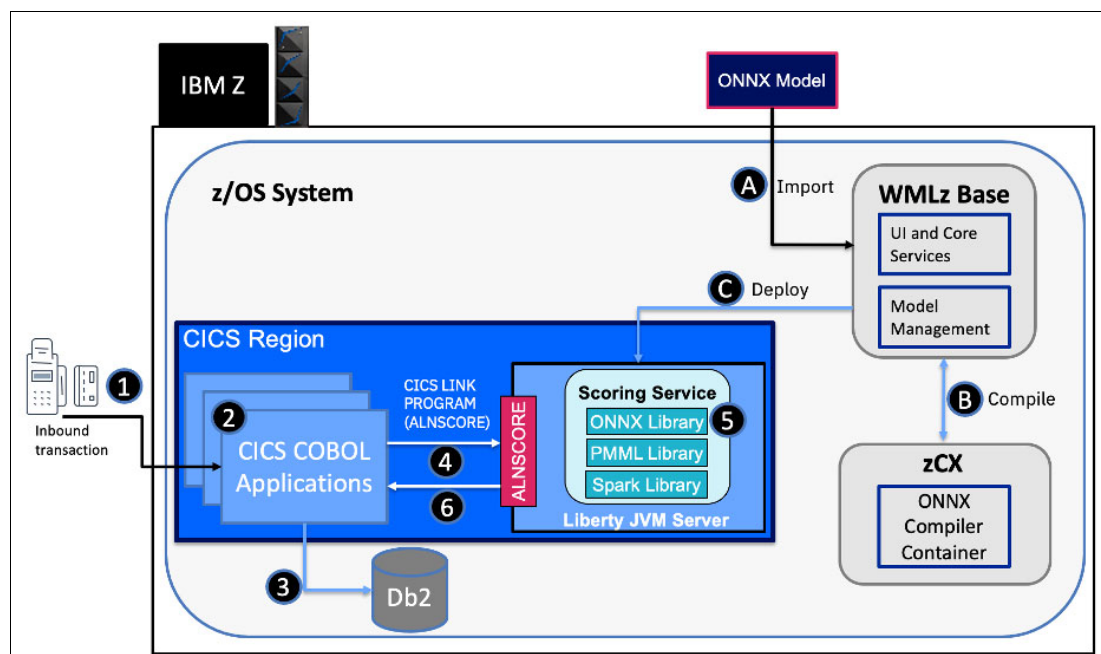 IBM Z
ONNX Model
z/OS System
A
Import
WMLz Base
UI and Core
Services
Model
Management
C
Deploy
B
Compile
zCX
ONNX
Compiler
Container
CICS Region
1
Inbound
transaction
2
CICS COBOL
Applications
CICS LINK
PROGRAM
(ALNSCORE)
4
6
ALNSCORE
Scoring Service
ONNX Library
5
PMML Library
Spark Library
Liberty JVM Server
3
Db2